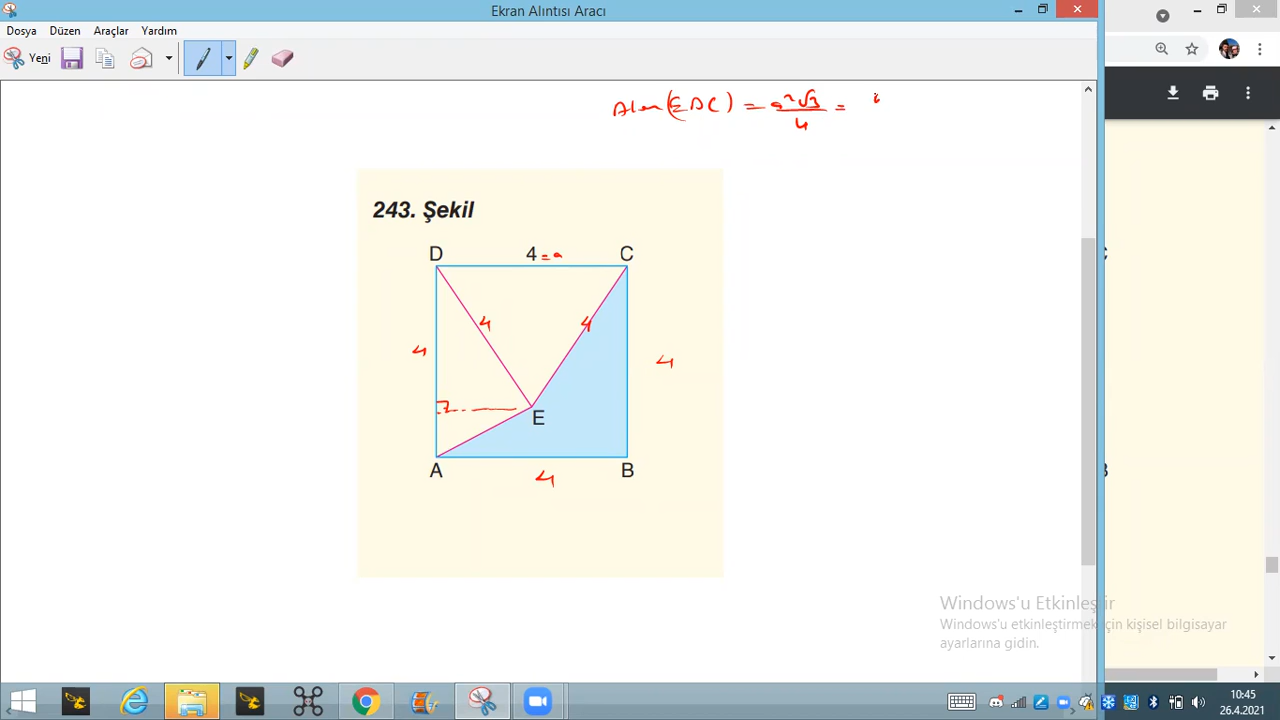 Ekran Alıntısı Aracı
Dosya Düzen Araçlar Yardım
Yeni
Alan(EDC) = a²√3/4 =
243. Şekil
D 4 = a C
4 4
4 4
E
A B
4
C
B
Windows'u Etkinleştir
Windows'u etkinleştirmek için kişisel bilgisayar
ayarlarına gidin.
10:45
26.4.2021